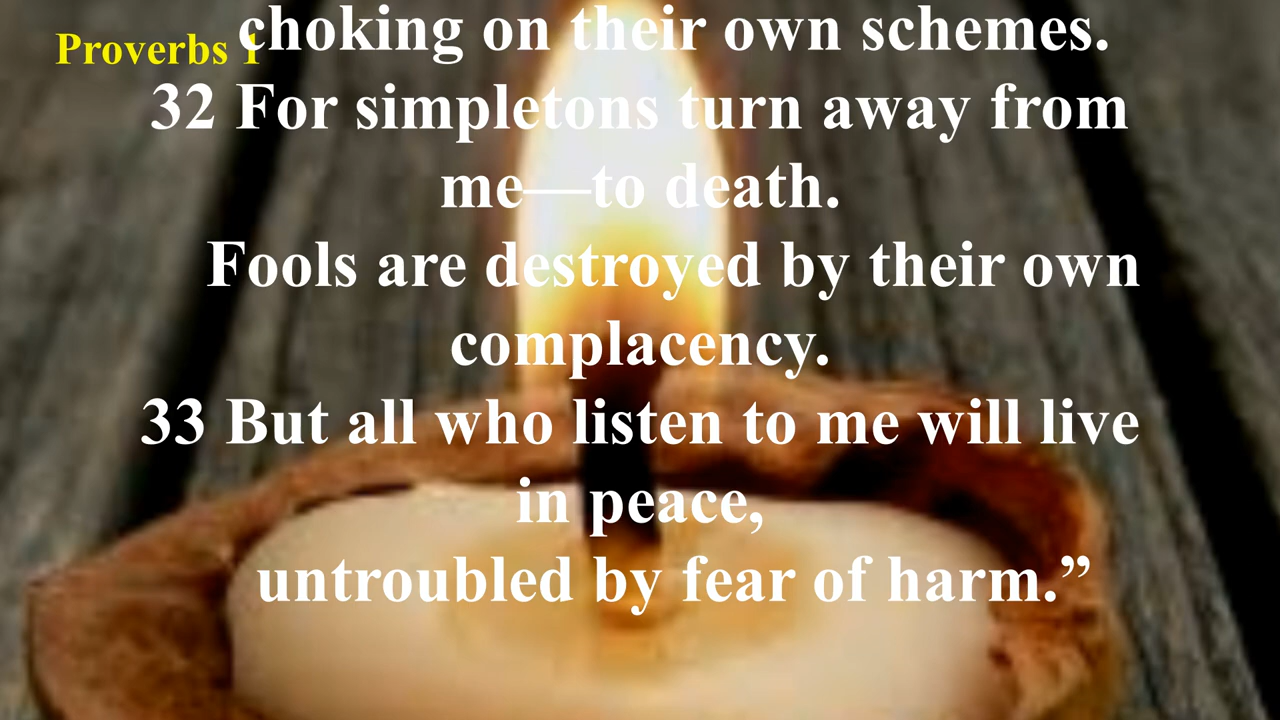 Proverbs 1
choking on their own schemes.
32 For simpletons turn away from
me—to death.
Fools are destroyed by their own
complacency.
33 But all who listen to me will live
in peace,
untroubled by fear of harm.”